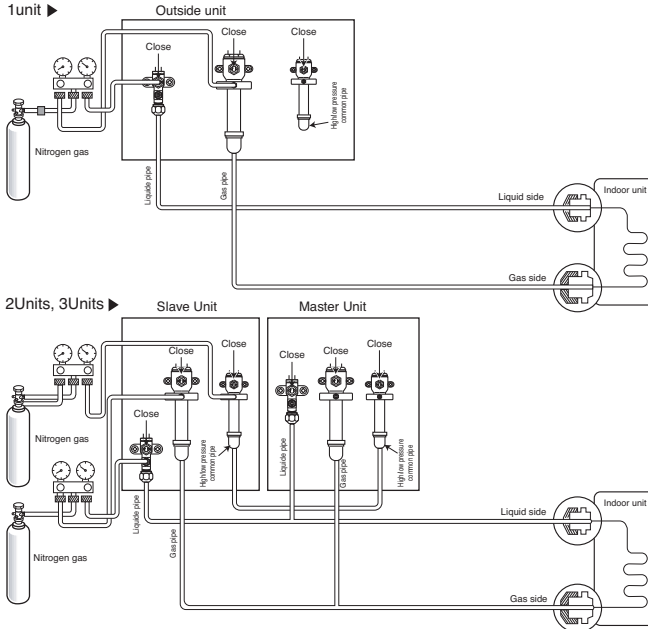 1unit ▶
Outside unit
Close
Close
Close
High/low pressure
common pipe
Nitrogen gas
Liquide pipe
Gas pipe
Liquid side
Indoor unit
Gas side
2Units, 3Units ▶
Slave Unit
Master Unit
Close
Close
Close
Close
Close
Close
Nitrogen gas
High/low pressure
common pipe
Liquide pipe
Gas pipe
High/low pressure
common pipe
Liquide pipe
Gas pipe
Liquid side
Indoor unit
Nitrogen gas
Gas side